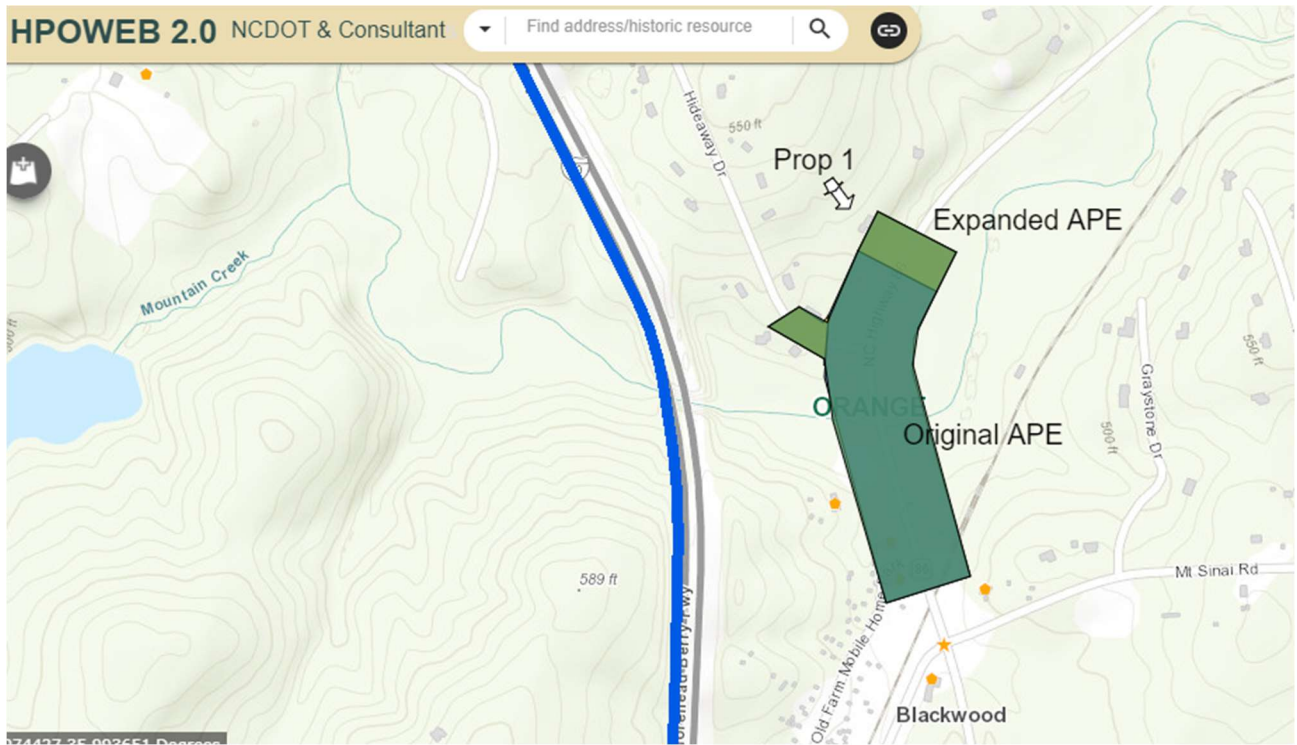 HPOWEB 2.0 NCDOT & Consultant
Find address/historic resource
Hideaway Dr
550 ft
Prop 1
Expanded APE
Mountain Creek
NC Highway
ORANGE
Original APE
Graystone Dr
550 ft
500 ft
589 ft
Mt Sinai Rd
Old Farm Mobile Home
Blackwood